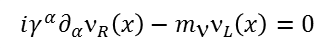 iγ^α∂_αν_R(x) − m_νν_L(x) = 0